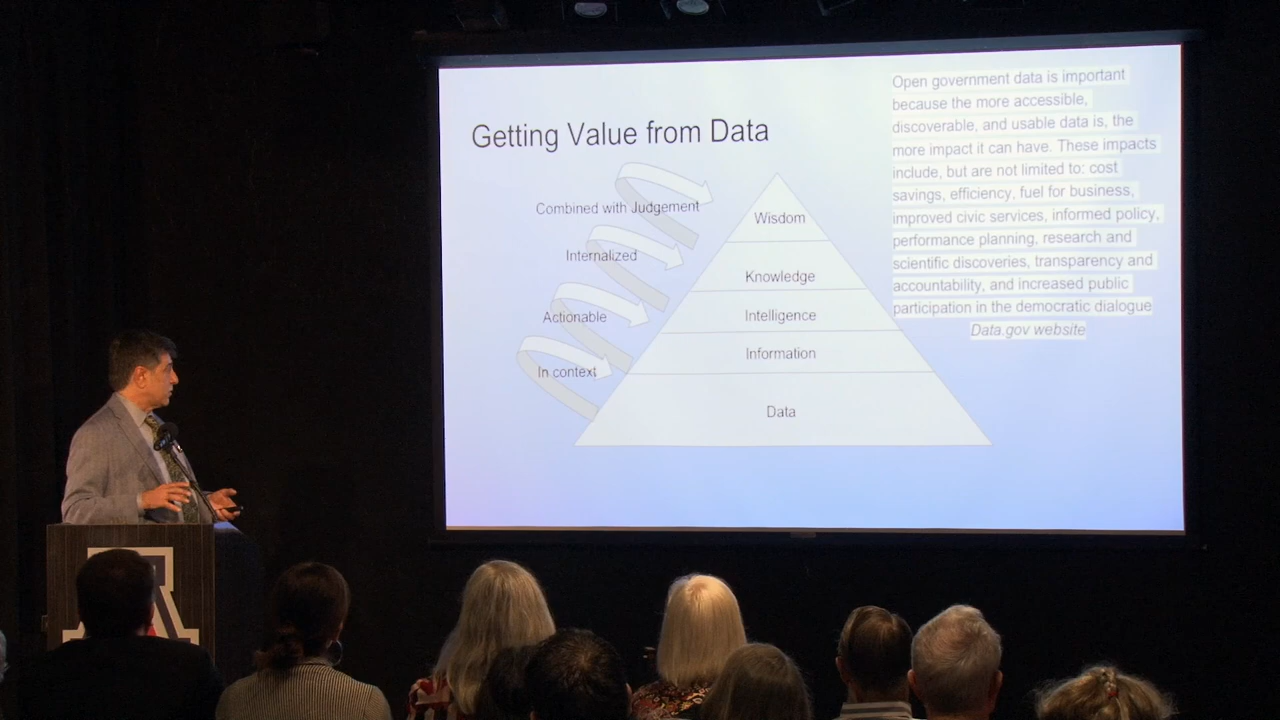 Getting Value from Data
Combined with Judgement
Internalized
Actionable
In context
Wisdom
Knowledge
Intelligence
Information
Data
Open government data is important
because the more accessible,
discoverable, and usable data is, the
more impact it can have. These impacts
include, but are not limited to: cost
savings, efficiency, fuel for business,
improved civic services, informed policy,
performance planning, research and
scientific discoveries, transparency and
accountability, and increased public
participation in the democratic dialogue
Data.gov website
A